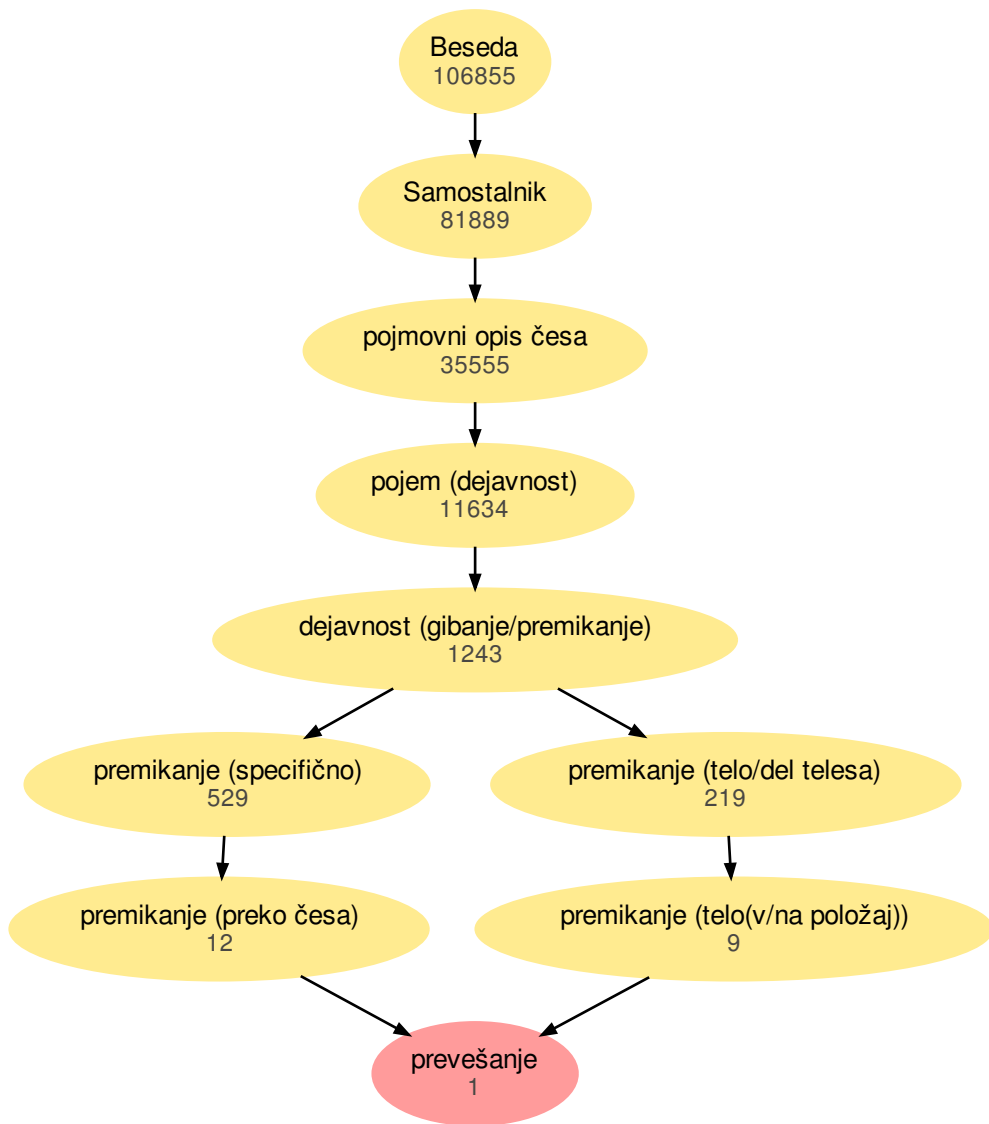 Beseda
106855
Samostalnik
81889
pojmovni opis česa
35555
pojem (dejavnost)
11634
dejavnost (gibanje/premikanje)
1243
premikanje (specifično)
529
premikanje (telo/del telesa)
219
premikanje (preko česa)
12
premikanje (telo(v/na položaj))
9
prevešanje
1